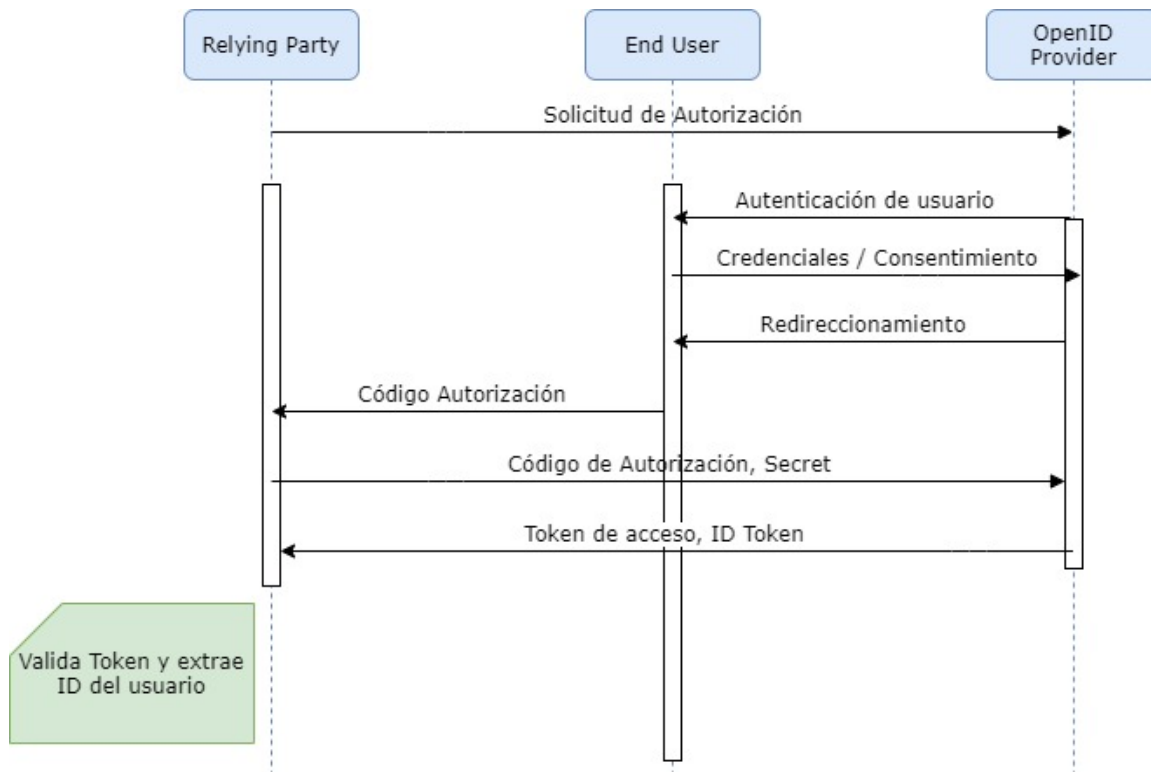 Relying Party
End User
OpenID
Provider
Solicitud de Autorización
Autenticación de usuario
Credenciales / Consentimiento
Redireccionamiento
Código Autorización
Código de Autorización, Secret
Token de acceso, ID Token
Valida Token y extrae
ID del usuario